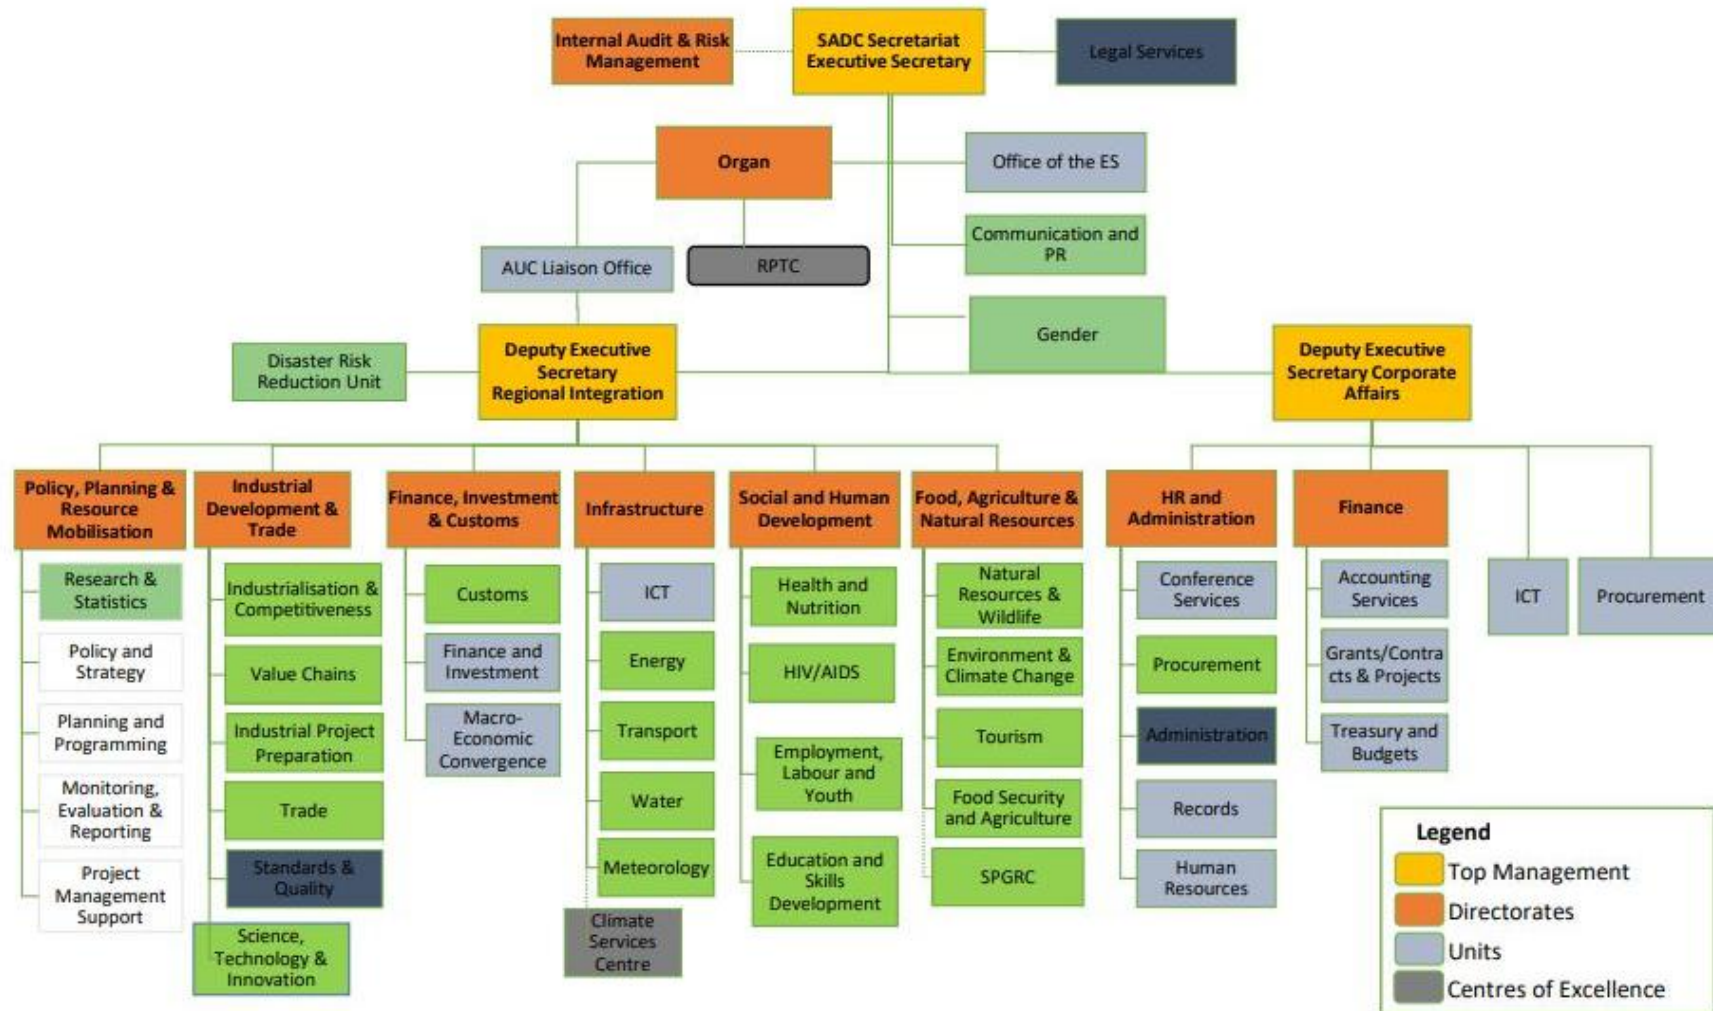 Internal Audit & Risk
Management
SADC Secretariat
Executive Secretary
Legal Services
Organ
Office of the ES
Communication and
PR
AUC Liaison Office
RPTC
Gender
Disaster Risk
Reduction Unit
Deputy Executive
Secretary
Regional Integration
Deputy Executive
Secretary Corporate
Affairs
Policy, Planning &
Resource
Mobilisation
Industrial
Development &
Trade
Finance, Investment
& Customs
Infrastructure
Social and Human
Development
Food, Agriculture &
Natural Resources
HR and
Administration
Finance
Research &
Statistics
Policy and
Strategy
Planning and
Programming
Monitoring,
Evaluation &
Reporting
Project
Management
Support
Industrialisation &
Competitiveness
Value Chains
Industrial Project
Preparation
Trade
Standards &
Quality
Science,
Technology &
Innovation
Customs
Finance and
Investment
Macro-
Economic
Convergence
ICT
Energy
Transport
Water
Meteorology
Climate
Services
Centre
Health and
Nutrition
HIV/AIDS
Employment,
Labour and
Youth
Education and
Skills
Development
Natural
Resources &
Wildlife
Environment &
Climate Change
Tourism
Food Security
and Agriculture
SPGRC
Conference
Services
Procurement
Administration
Records
Human
Resources
Accounting
Services
Grants/Contra
cts & Projects
Treasury and
Budgets
ICT
Procurement
Legend
Top Management
Directorates
Units
Centres of Excellence